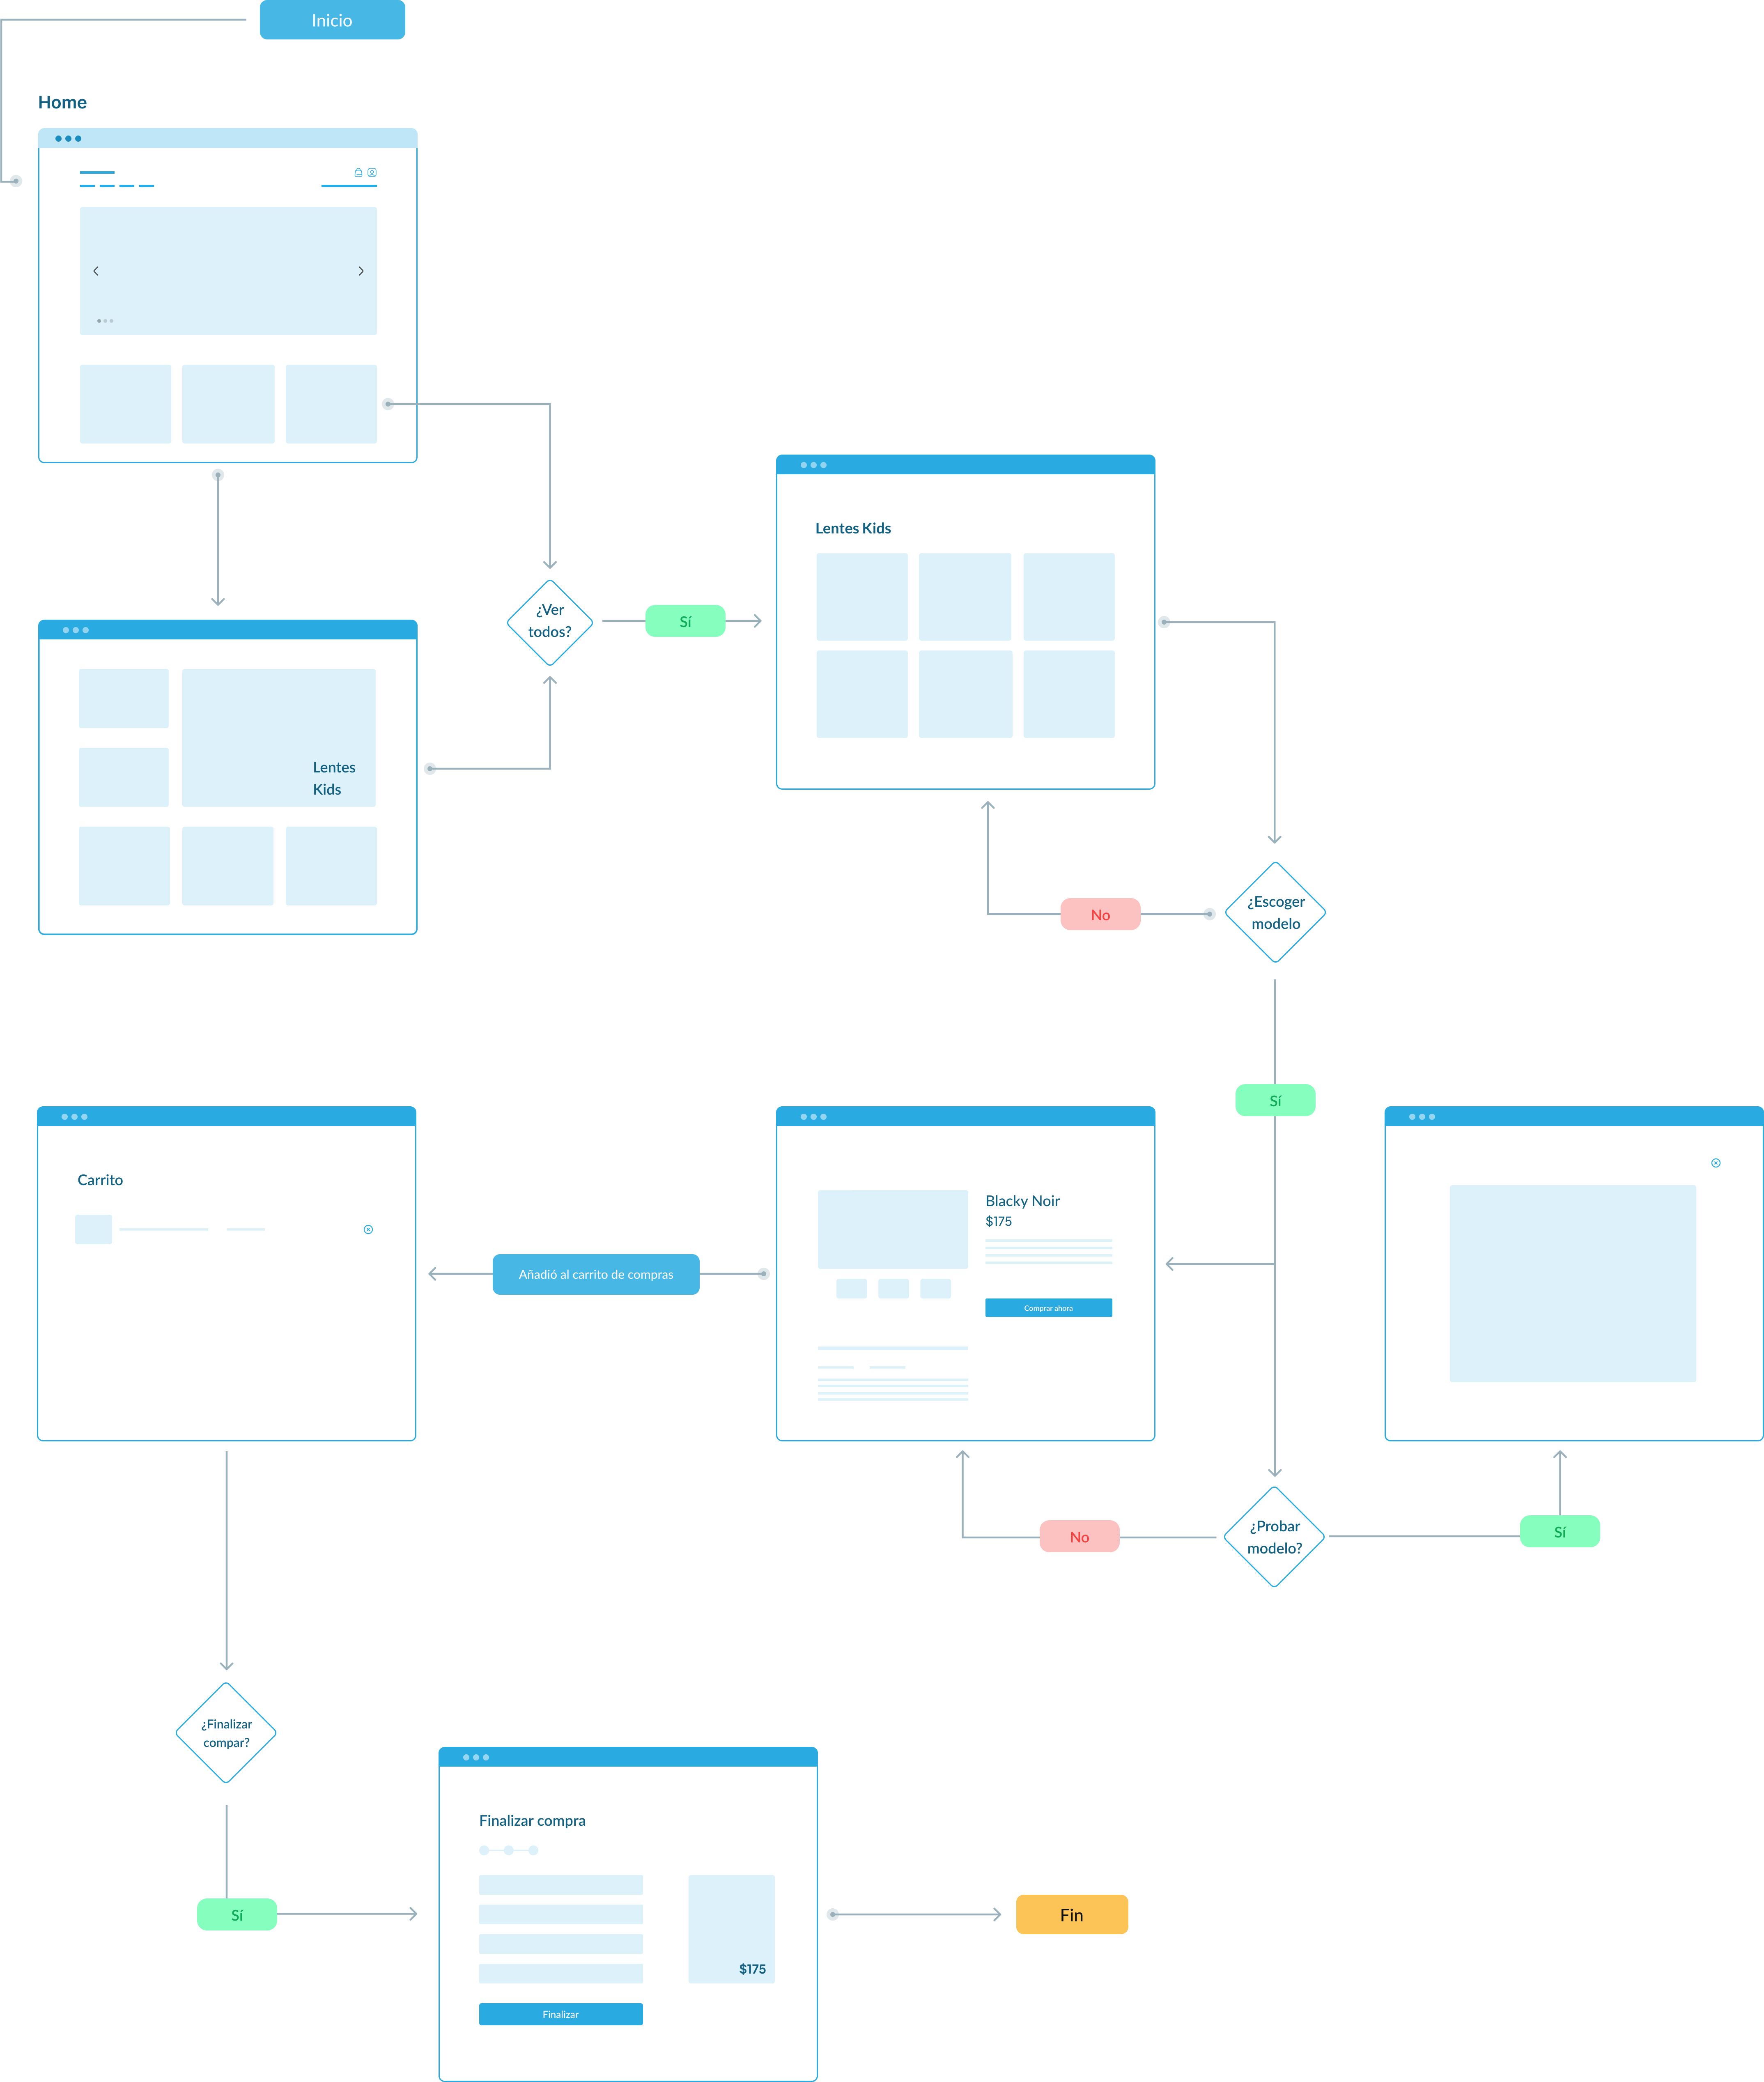 Inicio
Home
¿Ver
todos?
Sí
Lentes Kids
Lentes
Kids
¿Escoger
modelo
No
Sí
Carrito
Añadió al carrito de compras
Blacky Noir
$175
Comprar ahora
No
¿Probar
modelo?
Sí
¿Finalizar
compar?
Sí
Finalizar compra
$175
Finalizar
Fin